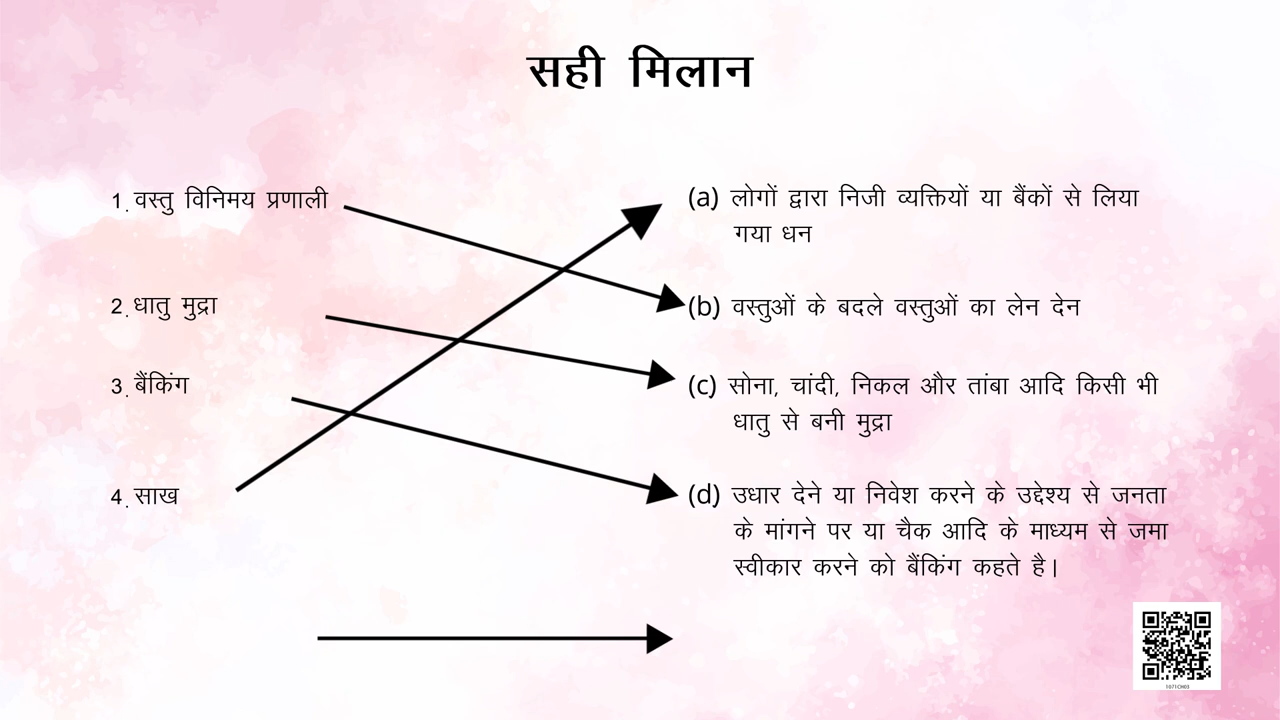 सही मिलान
1. वस्तु विनिमय प्रणाली
2. धातु मुद्रा
3. बैंकिंग
4. साख
(a) लोगों द्वारा निजी व्यक्तियों या बैंकों से लिया
गया धन
(b) वस्तुओं के बदले वस्तुओं का लेन देन
(c) सोना, चांदी, निकल और तांबा आदि किसी भी
धातु से बनी मुद्रा
(d) उधार देने या निवेश करने के उद्देश्य से जनता
के मांगने पर या चैक आदि के माध्यम से जमा
स्वीकार करने को बैंकिंग कहते है।
1071CH03